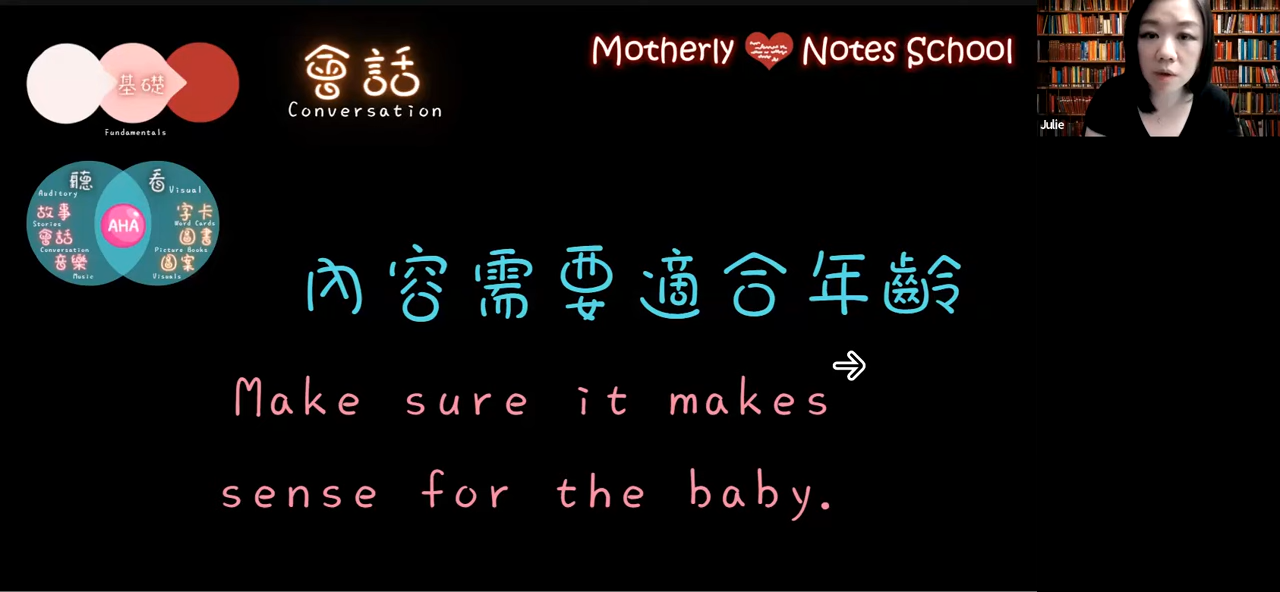 基礎
Fundamentals
會話
Conversation
Motherly Notes School
Julie
聽
Auditory
故事
Stories
會話
Conversation
音樂
Music
AHA
看
Visual
字卡
Word Cards
圖書
Picture Books
圖案
Visuals
內容需要適合年齡
Make sure it makes
sense for the baby.